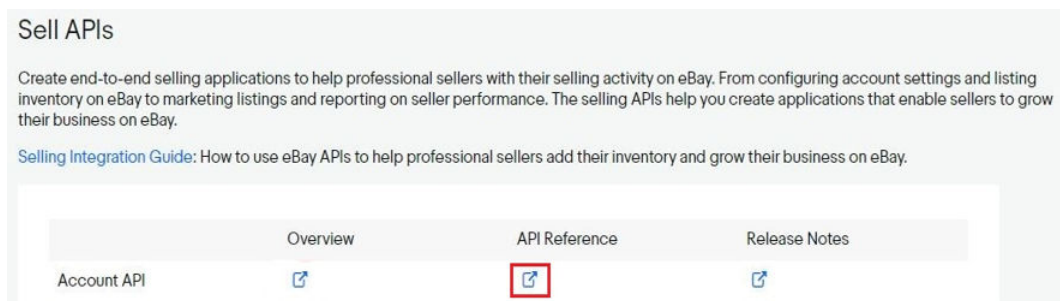 Sell APIs
Create end-to-end selling applications to help professional sellers with their selling activity on eBay. From configuring account settings and listing
inventory on eBay to marketing listings and reporting on seller performance. The selling APIs help you create applications that enable sellers to grow
their business on eBay.
Selling Integration Guide: How to use eBay APIs to help professional sellers add their inventory and grow their business on eBay.
Overview API Reference Release Notes
Account API